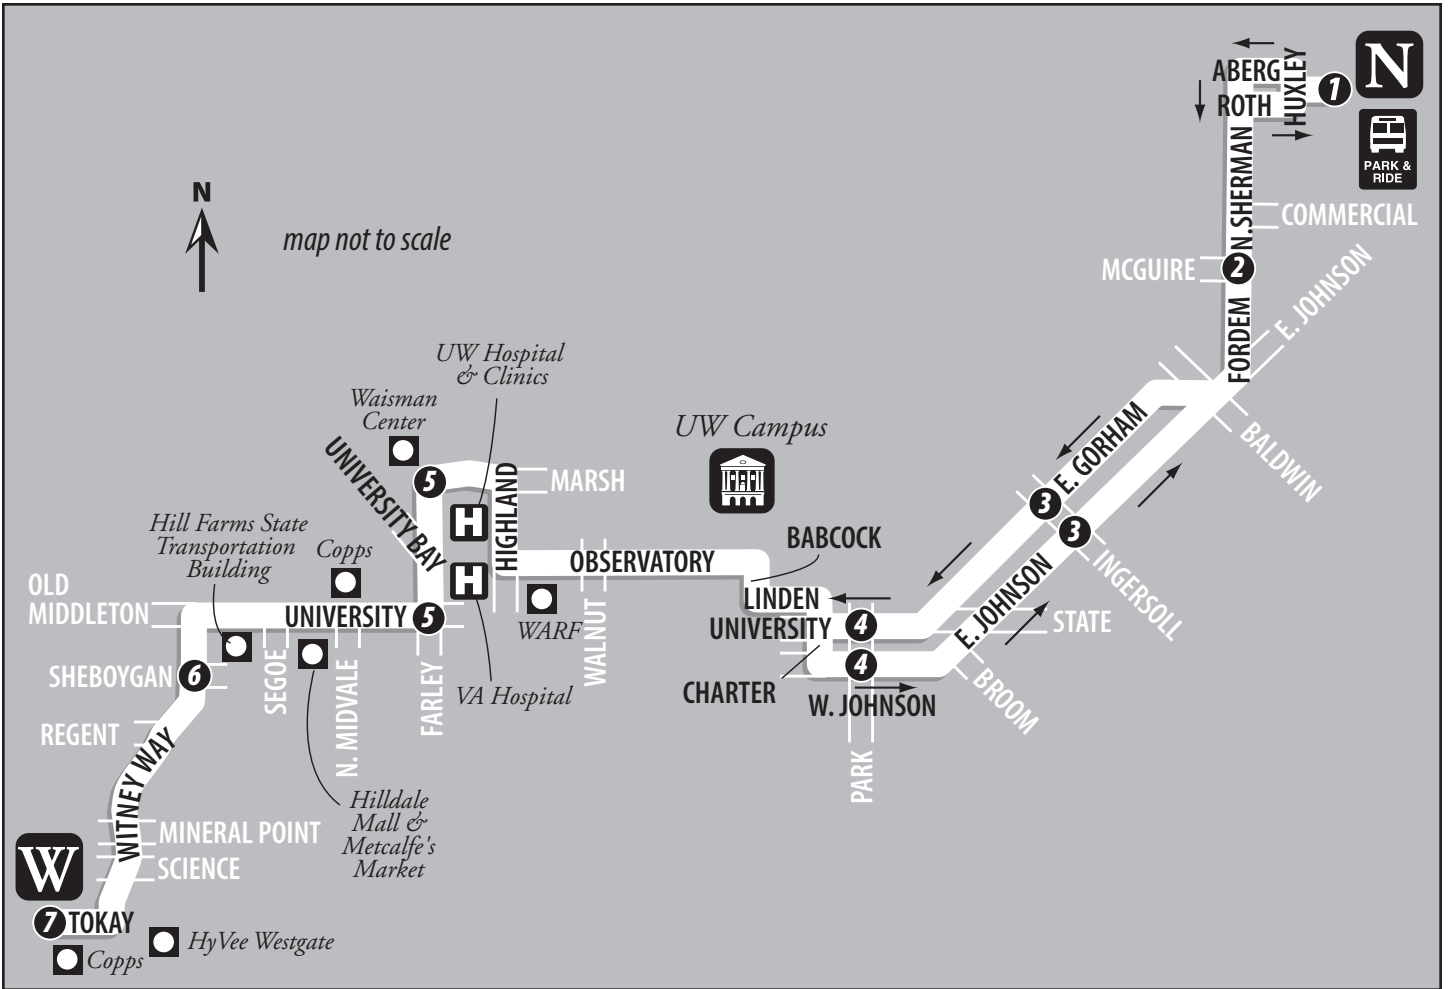 ABERG
HUXLEY
1
N
ROTH
PARK &
RIDE
N
N. SHERMAN
COMMERCIAL
map not to scale
MCGUIRE
2
E. JOHNSON
FORDEM
UW Hospital
& Clinics
Waisman
Center
UW Campus
E. GORHAM
BALDWIN
UNIVERSITY BAY
5
HIGHLAND
MARSH
H
3
3
Hill Farms State
Transportation
Building
Copps
BABCOCK
OBSERVATORY
INGERSOLL
H
OLD
MIDDLETON
UNIVERSITY
5
WARF
WALNUT
LINDEN
UNIVERSITY
4
E. JOHNSON
STATE
SHEBOYGAN
6
SEGOE
N. MIDVALE
FARLEY
VA Hospital
CHARTER
4
W. JOHNSON
BROOM
REGENT
WITNEY WAY
PARK
Hilldale
Mall &
Metcalfe's
Market
MINERAL POINT
W
SCIENCE
7
TOKAY
HyVee Westgate
Copps